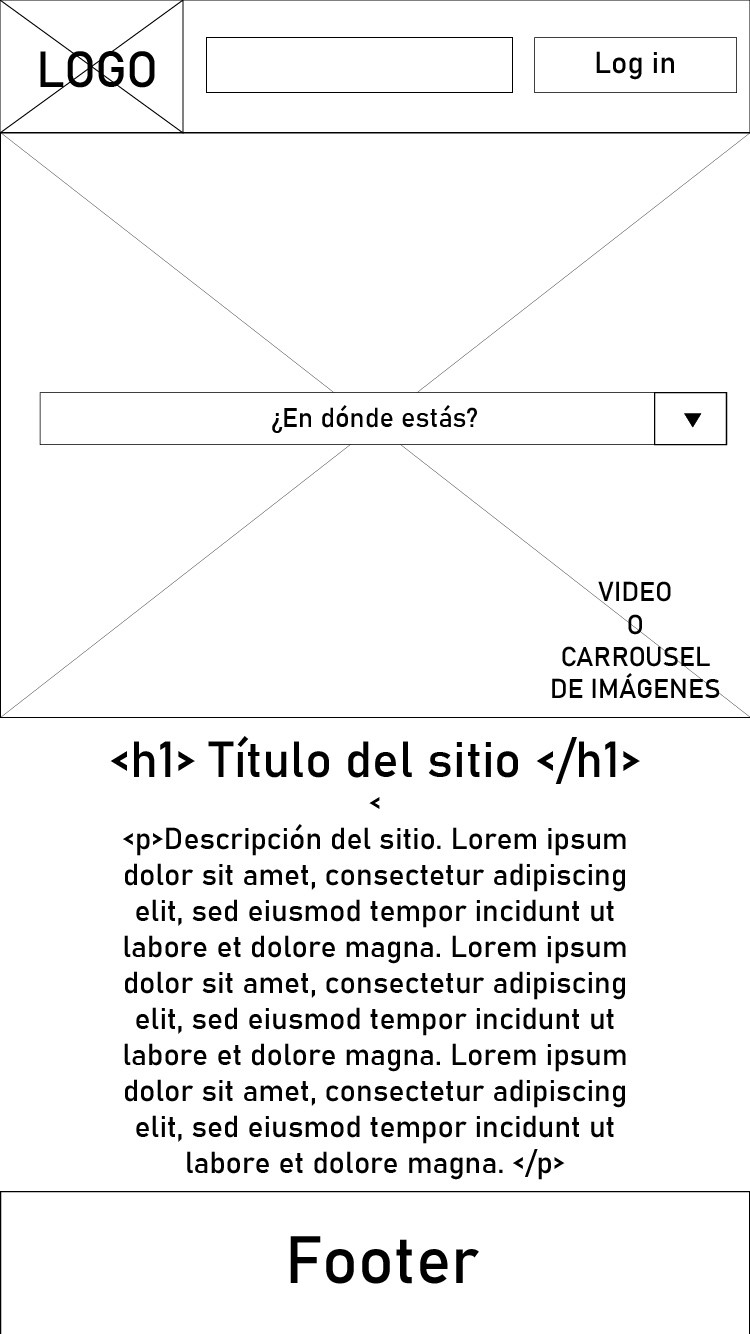 LOGO
Log in
¿En dónde estás?
▼
VIDEO
O
CARROUSEL
DE IMÁGENES
<h1> Título del sitio </h1>
<
<p>Descripción del sitio. Lorem ipsum
dolor sit amet, consectetur adipiscing
elit, sed eiusmod tempor incidunt ut
labore et dolore magna. Lorem ipsum
dolor sit amet, consectetur adipiscing
elit, sed eiusmod tempor incidunt ut
labore et dolore magna. Lorem ipsum
dolor sit amet, consectetur adipiscing
elit, sed eiusmod tempor incidunt ut
labore et dolore magna. </p>
Footer